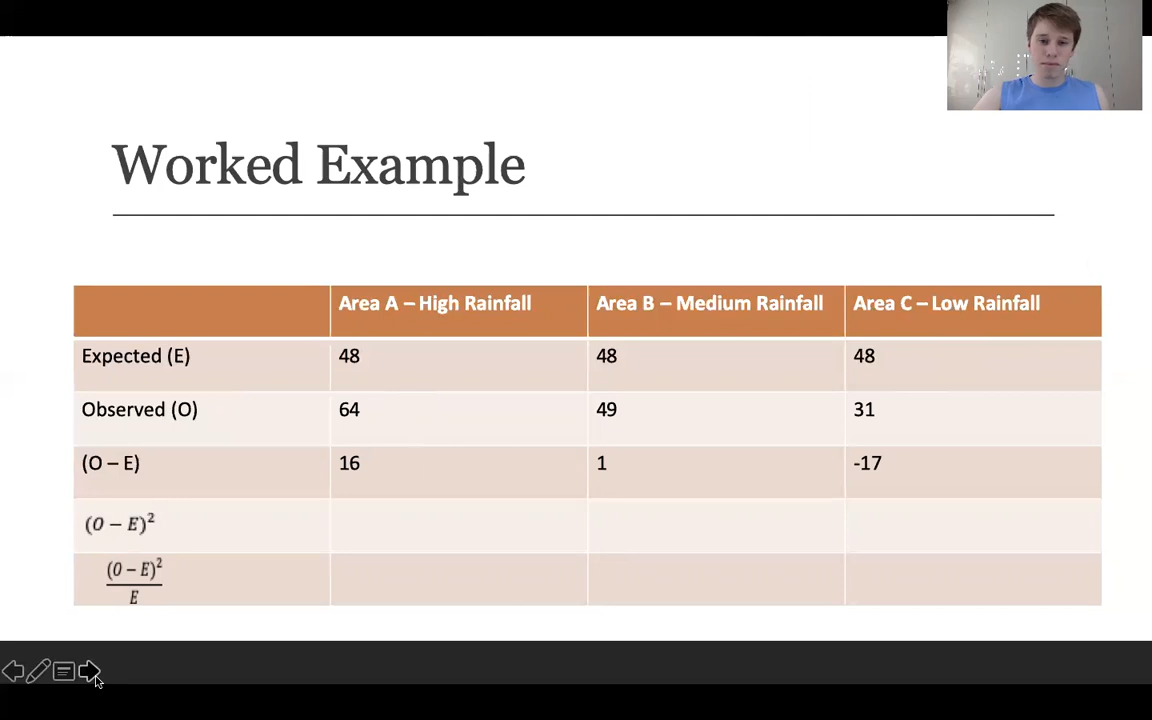 Worked Example
Area A – High Rainfall Area B – Medium Rainfall Area C – Low Rainfall
Expected (E) 48 48 48
Observed (O) 64 49 31
(O – E) 16 1 -17
(O − E)²
(O − E)²
E